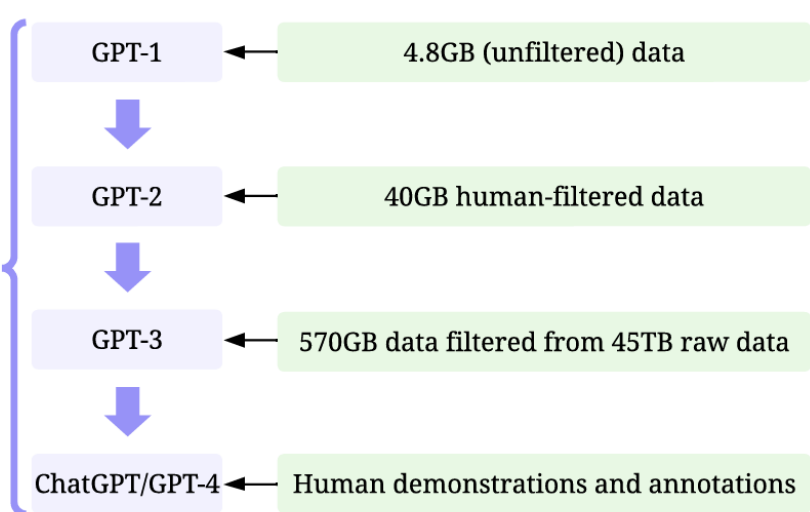 GPT-1
4.8GB (unfiltered) data
GPT-2
40GB human-filtered data
GPT-3
570GB data filtered from 45TB raw data
ChatGPT/GPT-4
Human demonstrations and annotations